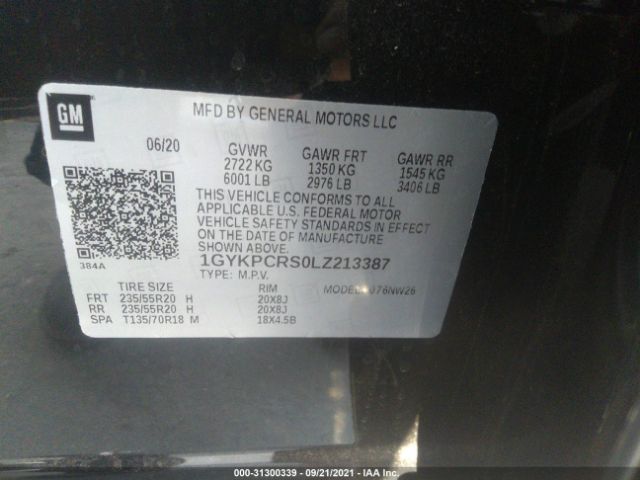 GM
MFD BY GENERAL MOTORS LLC
06/20 GVWR GAWR FRT GAWR RR
2722 KG 1350 KG 1545 KG
6001 LB 2976 LB 3406 LB
THIS VEHICLE CONFORMS TO ALL
APPLICABLE U.S. FEDERAL MOTOR
VEHICLE SAFETY STANDARDS IN EFFECT
ON THE DATE OF MANUFACTURE
SHOWN ABOVE.
384A
1GYKPCRS0LZ213387
TYPE: M.P.V.
TIRE SIZE RIM MODEL:
FRT 235/55R20 H 20X8J
RR 235/55R20 H 20X8J
SPA T135/70R18 M 18X4.5B
000-31300339 - 09/21/2021 - IAA Inc.